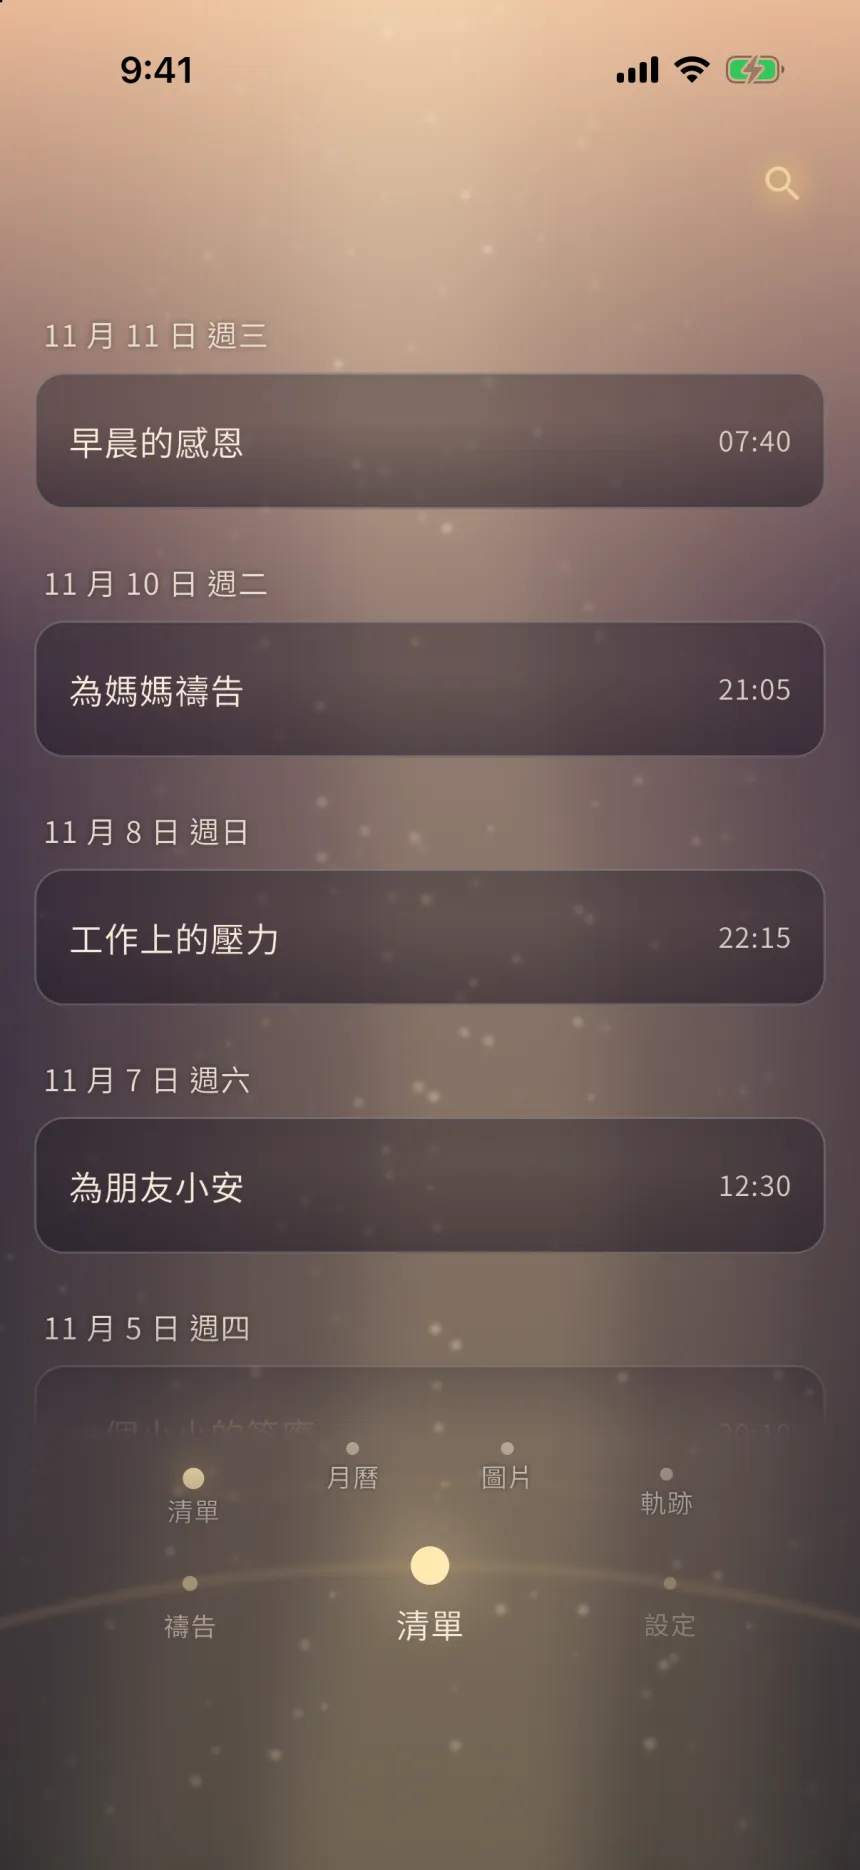 9:41
11 月 11 日 週三
早晨的感恩 07:40
11 月 10 日 週二
為媽媽禱告 21:05
11 月 8 日 週日
工作上的壓力 22:15
11 月 7 日 週六
為朋友小安 12:30
11 月 5 日 週四
清單 月曆 圖片 軌跡
禱告 清單 設定